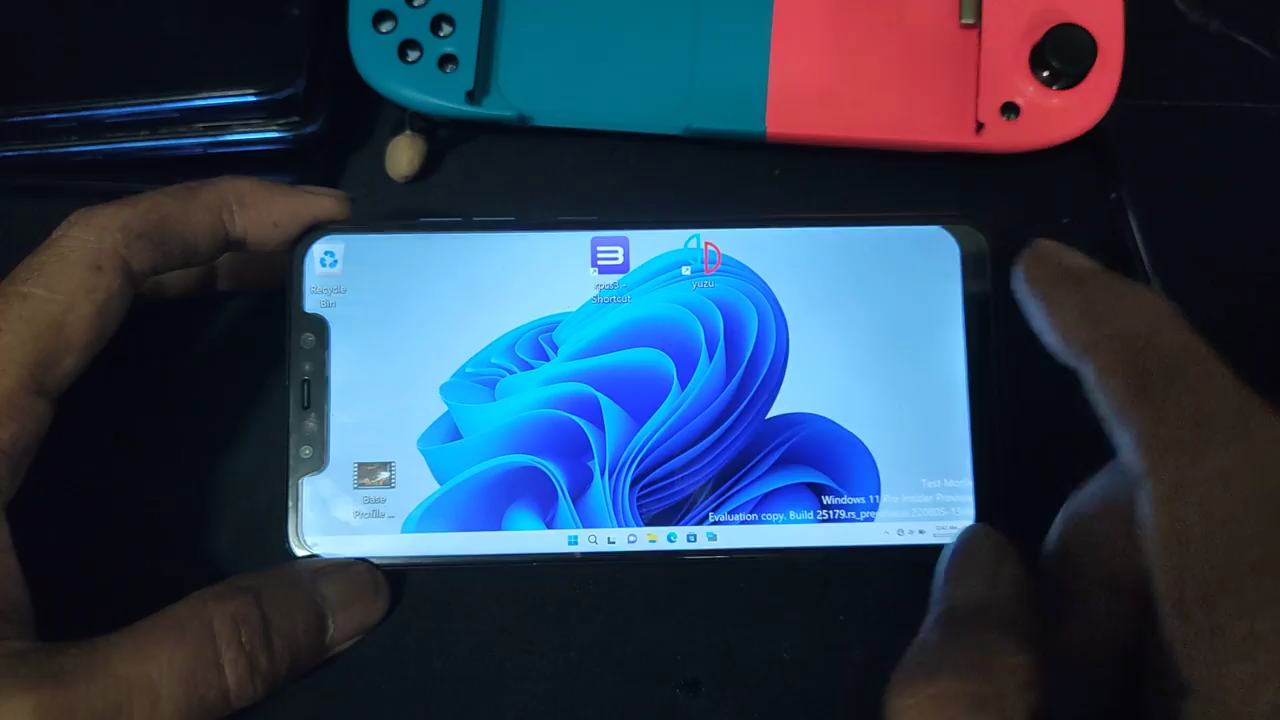 Recycle
Bin
rpcs3 -
Shortcut
yuzu
Base
Profile ...
Test Mode
Windows 11 Pro Insider Preview
Evaluation copy. Build 25179.rs_prerelease.220805-13